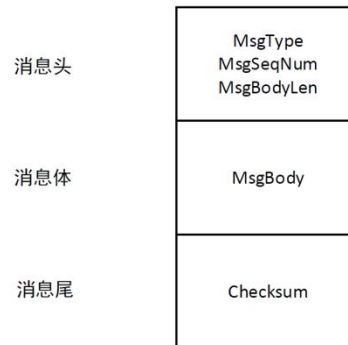 消息头
MsgType
MsgSeqNum
MsgBodyLen
消息体
MsgBody
消息尾
Checksum